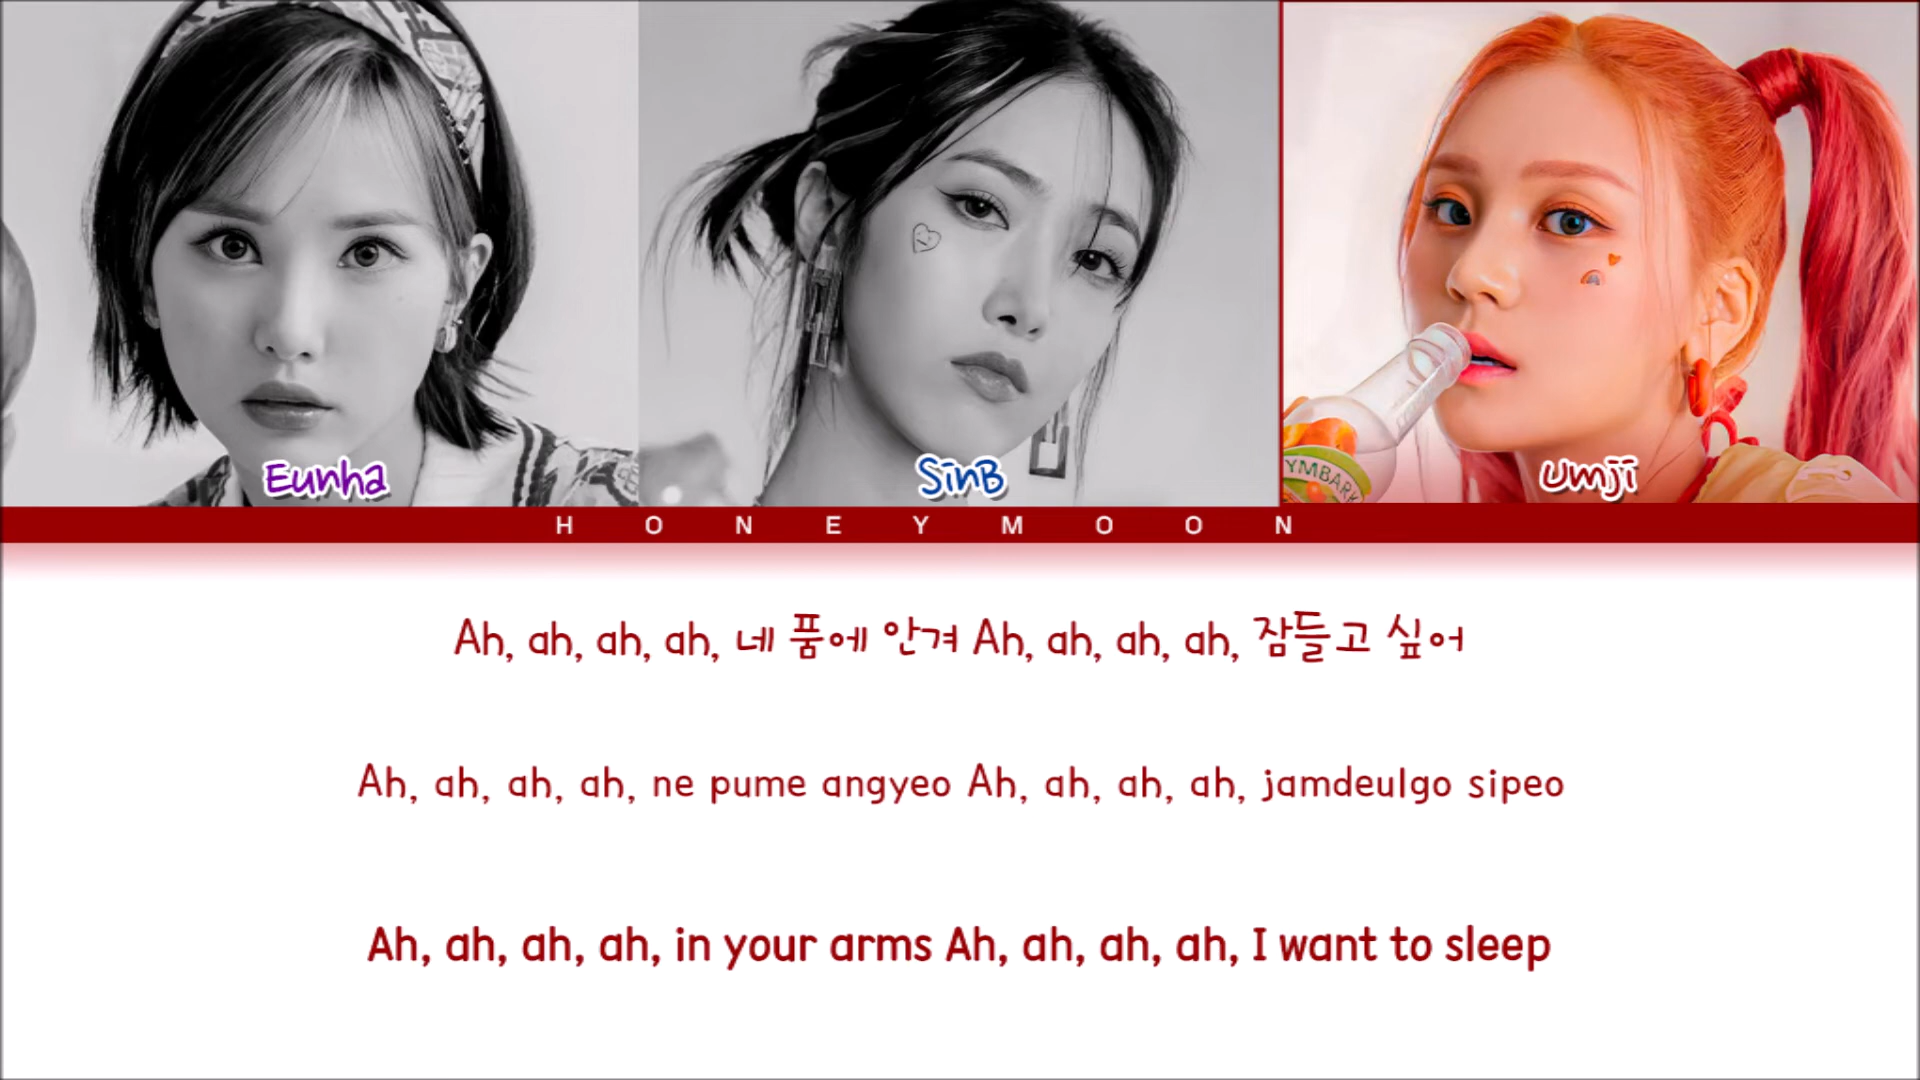 Eunha
SinB
Umji
YMBARK
HONEYMOON
Ah, ah, ah, ah, 네 품에 안겨 Ah, ah, ah, ah, 잠들고 싶어
Ah, ah, ah, ah, ne pume angyeo Ah, ah, ah, ah, jamdeulgo sipeo
Ah, ah, ah, ah, in your arms Ah, ah, ah, ah, I want to sleep